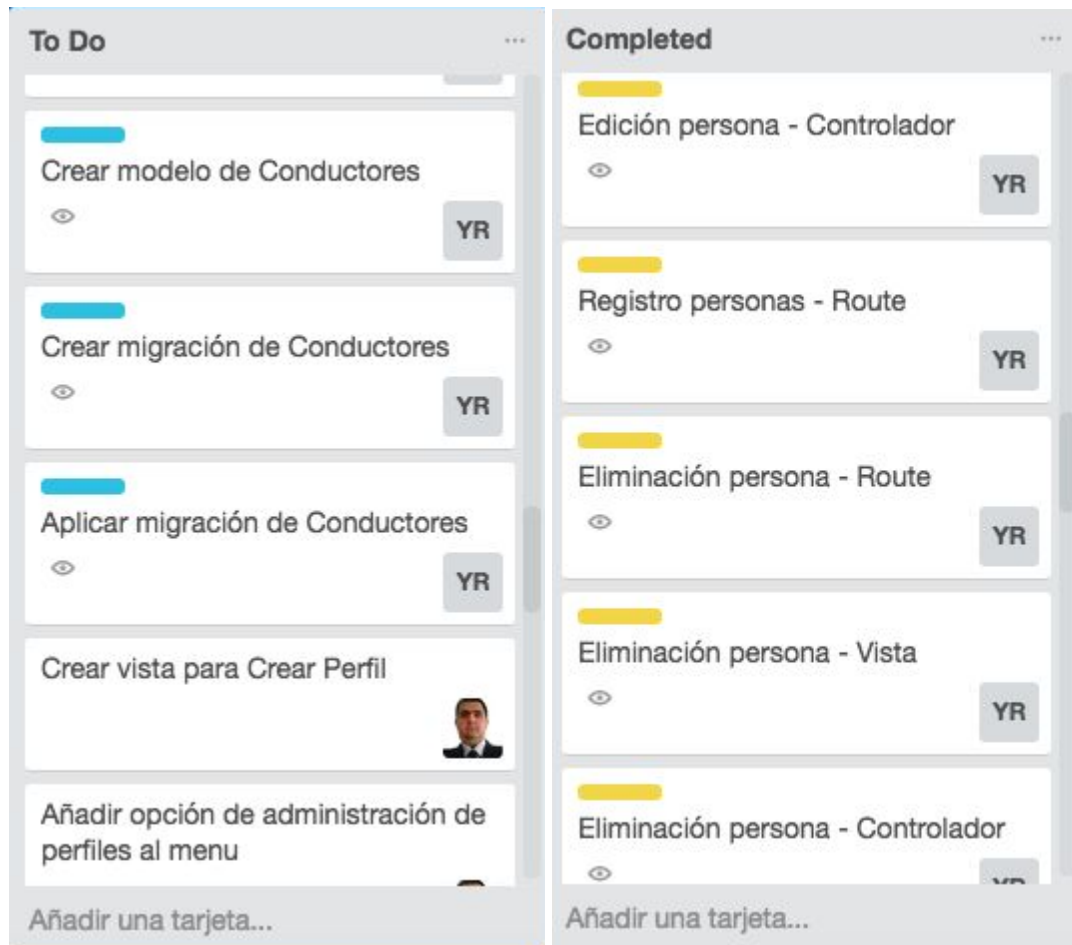 To Do
Crear modelo de Conductores
YR
Crear migración de Conductores
YR
Aplicar migración de Conductores
YR
Crear vista para Crear Perfil
Añadir opción de administración de
perfiles al menu
Añadir una tarjeta...
Completed
Edición persona - Controlador
YR
Registro personas - Route
YR
Eliminación persona - Route
YR
Eliminación persona - Vista
YR
Eliminación persona - Controlador
YR
Añadir una tarjeta...